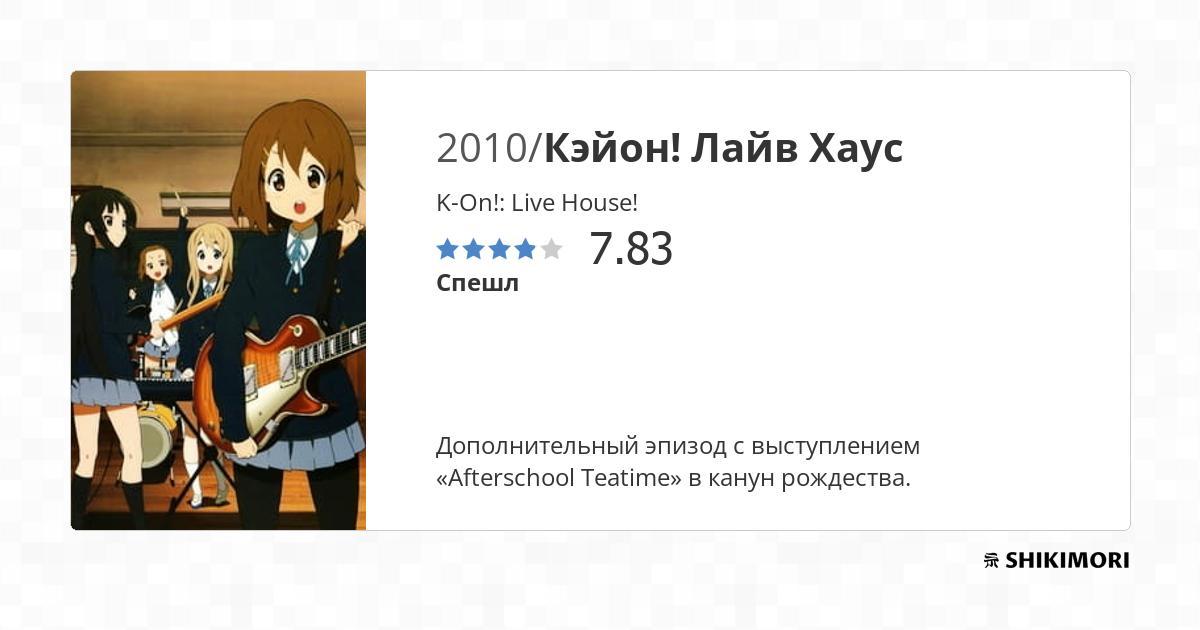 2010/Кэйон! Лайв Хаус
K-On!: Live House!
7.83
Спешл
Дополнительный эпизод с выступлением
«Afterschool Teatime» в канун рождества.
SHIKIMORI